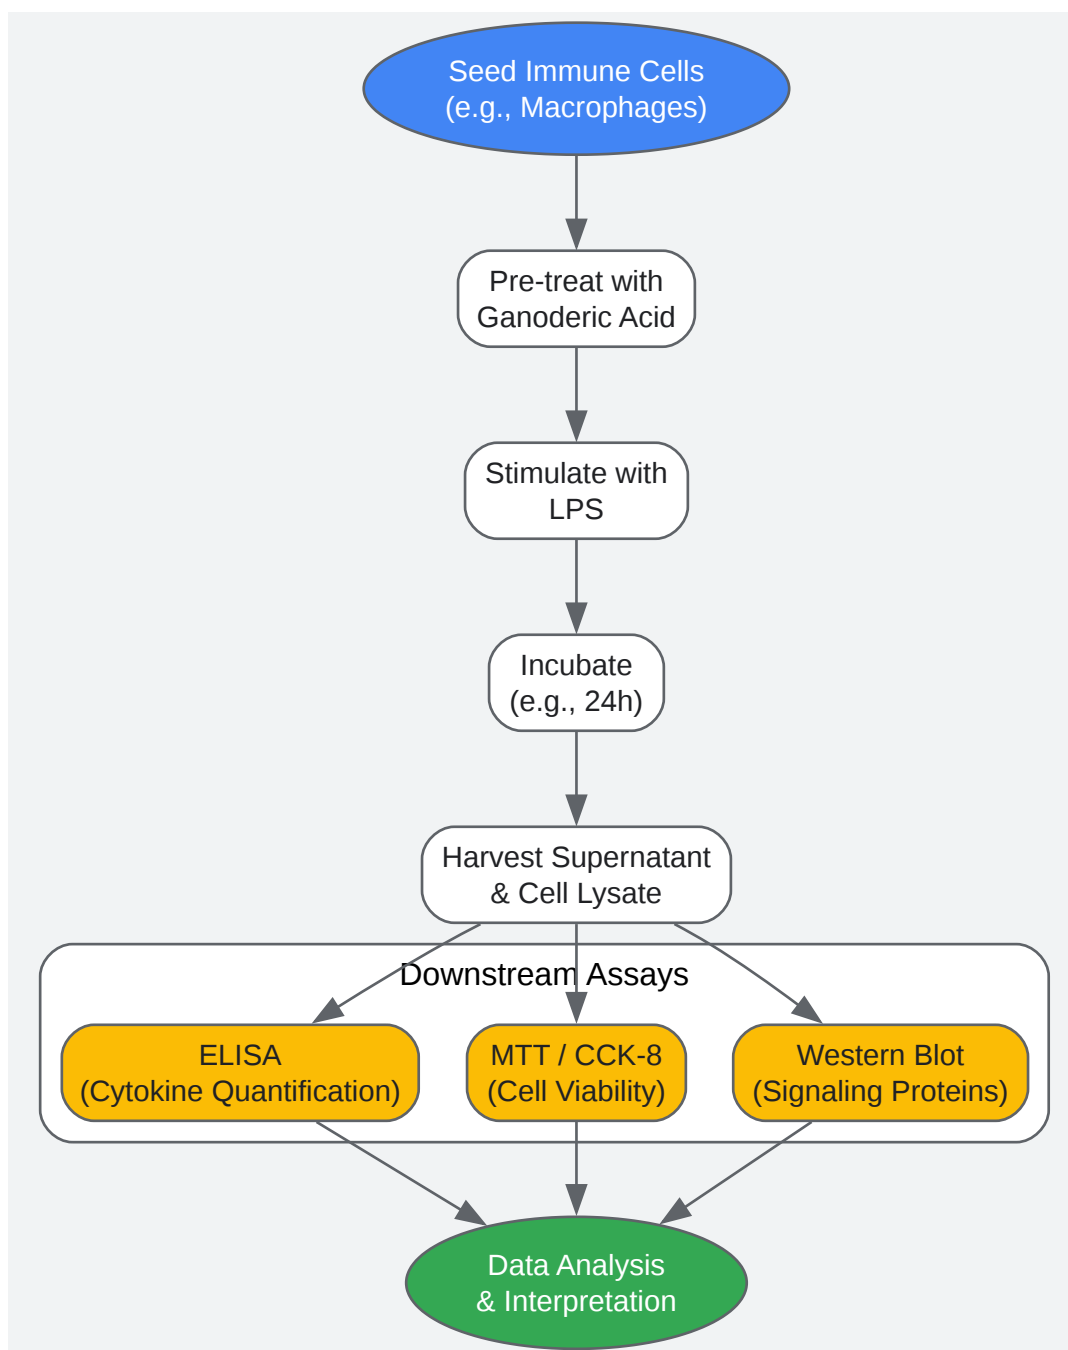 Seed Immune Cells
(e.g., Macrophages)
Pre-treat with
Ganoderic Acid
Stimulate with
LPS
Incubate
(e.g., 24h)
Harvest Supernatant
& Cell Lysate
Downstream Assays
ELISA
(Cytokine Quantification)
MTT / CCK-8
(Cell Viability)
Western Blot
(Signaling Proteins)
Data Analysis
& Interpretation